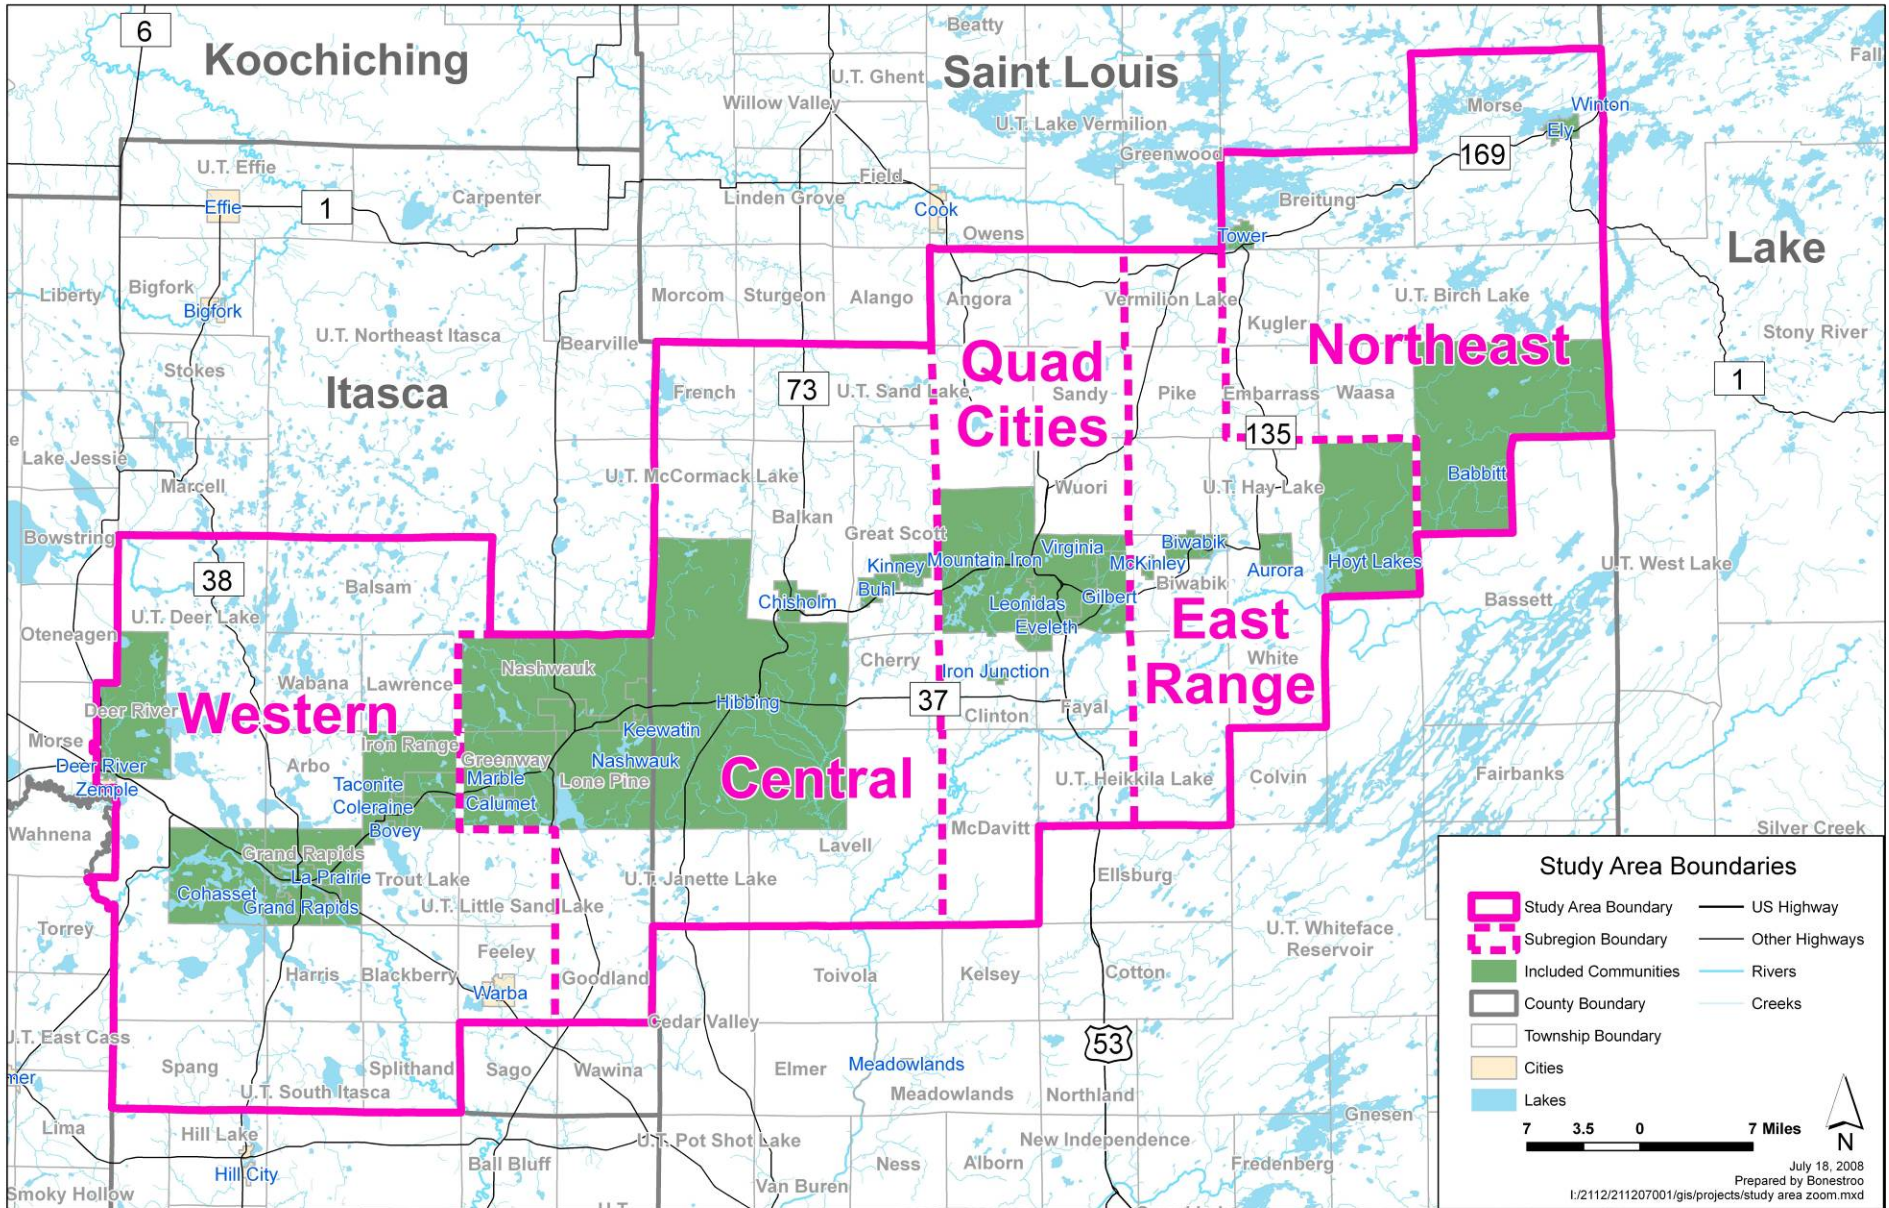 6
Koochiching
Beatty
Saint Louis
U.T. Ghent
Willow Valley
U.T. Lake Vermilion
Greenwood
Morse
Winton
Ely
169
Fall
U.T. Effie
Effie
1
Carpenter
Field
Linden Grove
Cook
Owens
Breitung
Tower
Lake
Liberty
Bigfork
Bigfork
U.T. Northeast Itasca
Bearville
Morcom
Sturgeon
Alango
Angora
Vermilion Lake
Kugler
U.T. Birch Lake
Stony River
Stokes
Itasca
French
73
U.T. Sand Lake
Quad
Cities
Sandy
Pike
Embarrass
Waasa
Northeast
1
135
e
Lake Jessie
Marcell
U.T. McCormack Lake
Wuori
U.T. Hay Lake
Babbitt
Bowstring
Balkan
Great Scott
Kinney
Buhl
Mountain Iron
Virginia
McKinley
Biwabik
Biwabik
Aurora
Hoyt Lakes
U.T. West Lake
38
Balsam
U.T. Deer Lake
Oteneagen
Chisholm
Leonidas
Gilbert
Eveleth
East
Range
Bassett
Nashwauk
Cherry
Iron Junction
White
Wabana
Lawrence
Deer River
Western
Hibbing
37
Clinton
Fayal
Morse
Iron Range
Keewatin
Deer River
Zemple
Arbo
Greenway
Nashwauk
Marble
Lone Pine
Taconite
Coleraine
Calumet
Bovey
Central
U.T. Heikkila Lake
Colvin
Fairbanks
Wahnena
McDavitt
Silver Creek
Grand Rapids
Lavell
La Prairie
Trout Lake
Cohasset
Grand Rapids
U.T. Janette Lake
U.T. Little Sand Lake
Ellsburg
Torrey
U.T. Whiteface
Reservoir
Feeley
Harris
Blackberry
Goodland
Warba
Toivola
Kelsey
Cotton
Cedar Valley
U.T. East Cass
53
Spang
Splithand
Sago
Wawina
Elmer
Meadowlands
mer
U.T. South Itasca
Meadowlands
Northland
Gnesen
Lima
Hill Lake
U.T. Pot Shot Lake
New Independence
Hill City
Ball Bluff
Ness
Alborn
Fredenberg
Smoky Hollow
Van Buren
U.T.
Study Area Boundaries
Study Area Boundary
US Highway
Subregion Boundary
Other Highways
Included Communities
Rivers
County Boundary
Creeks
Township Boundary
Cities
Lakes
7 3.5 0 7 Miles
N
July 18, 2008
Prepared by Bonestroo
I:/2112/211207001/gis/projects/study area zoom.mxd